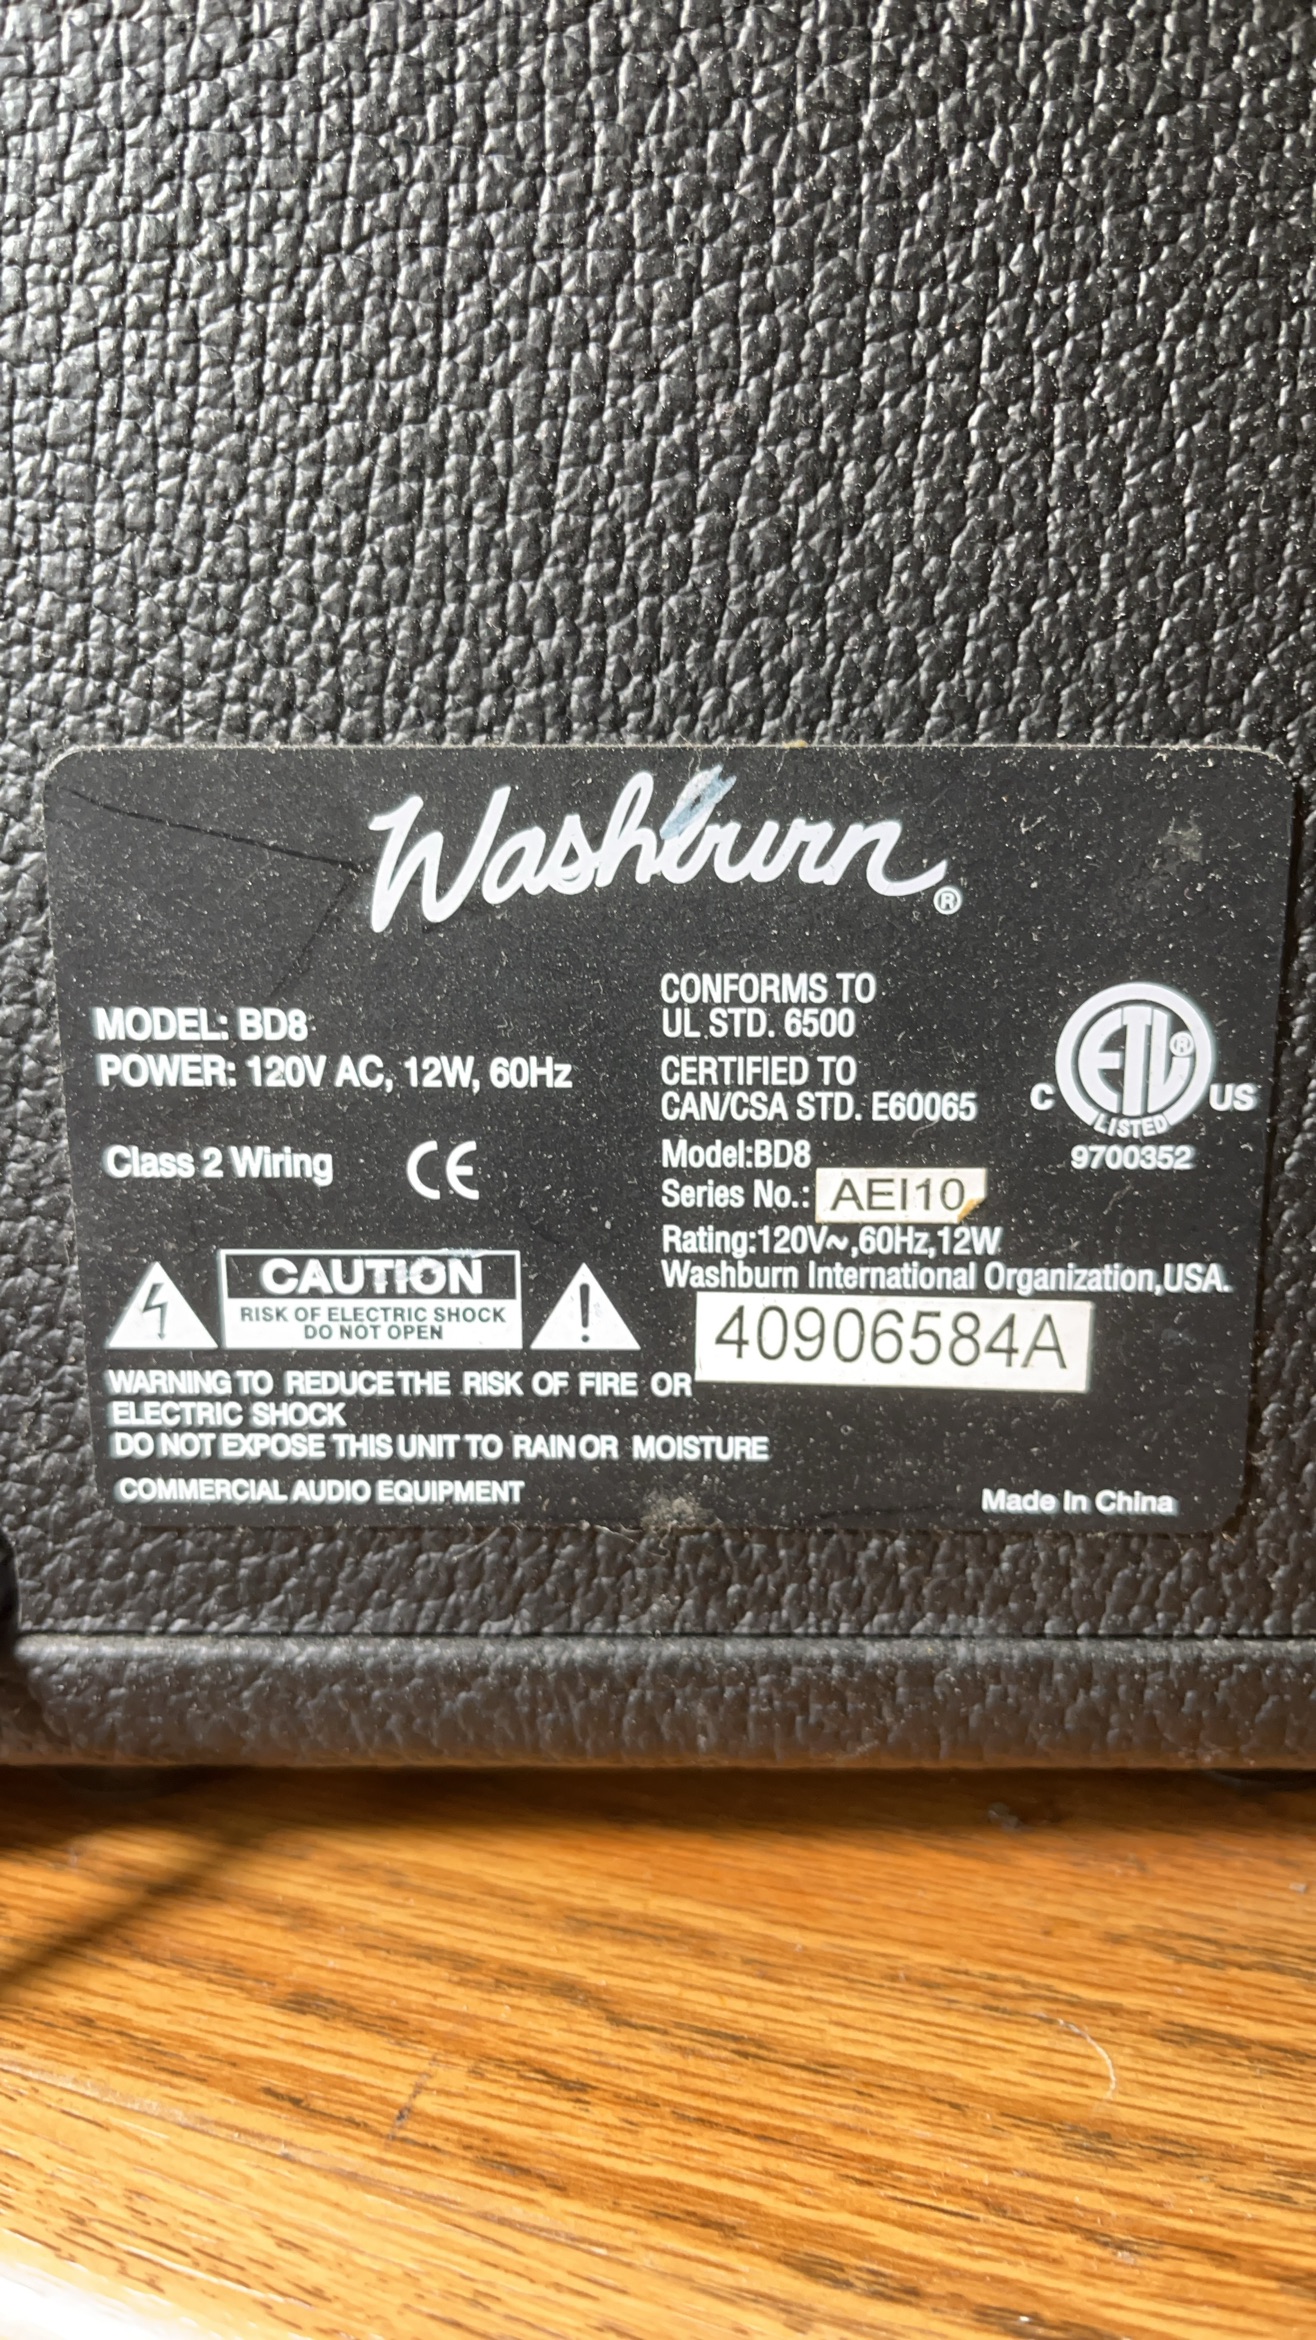 Washburn®
MODEL: BD8
POWER: 120V AC, 12W, 60Hz
Class 2 Wiring CE
CAUTION
RISK OF ELECTRIC SHOCK
DO NOT OPEN
WARNING TO REDUCE THE RISK OF FIRE OR
ELECTRIC SHOCK
DO NOT EXPOSE THIS UNIT TO RAIN OR MOISTURE
COMMERCIAL AUDIO EQUIPMENT
CONFORMS TO
UL STD. 6500
CERTIFIED TO
CAN/CSA STD. E60065
Model:BD8
Series No.: AEI10
Rating:120V~,60Hz,12W
Washburn International Organization,USA.
40906584A
C ETL® US
LISTED
9700352
Made In China